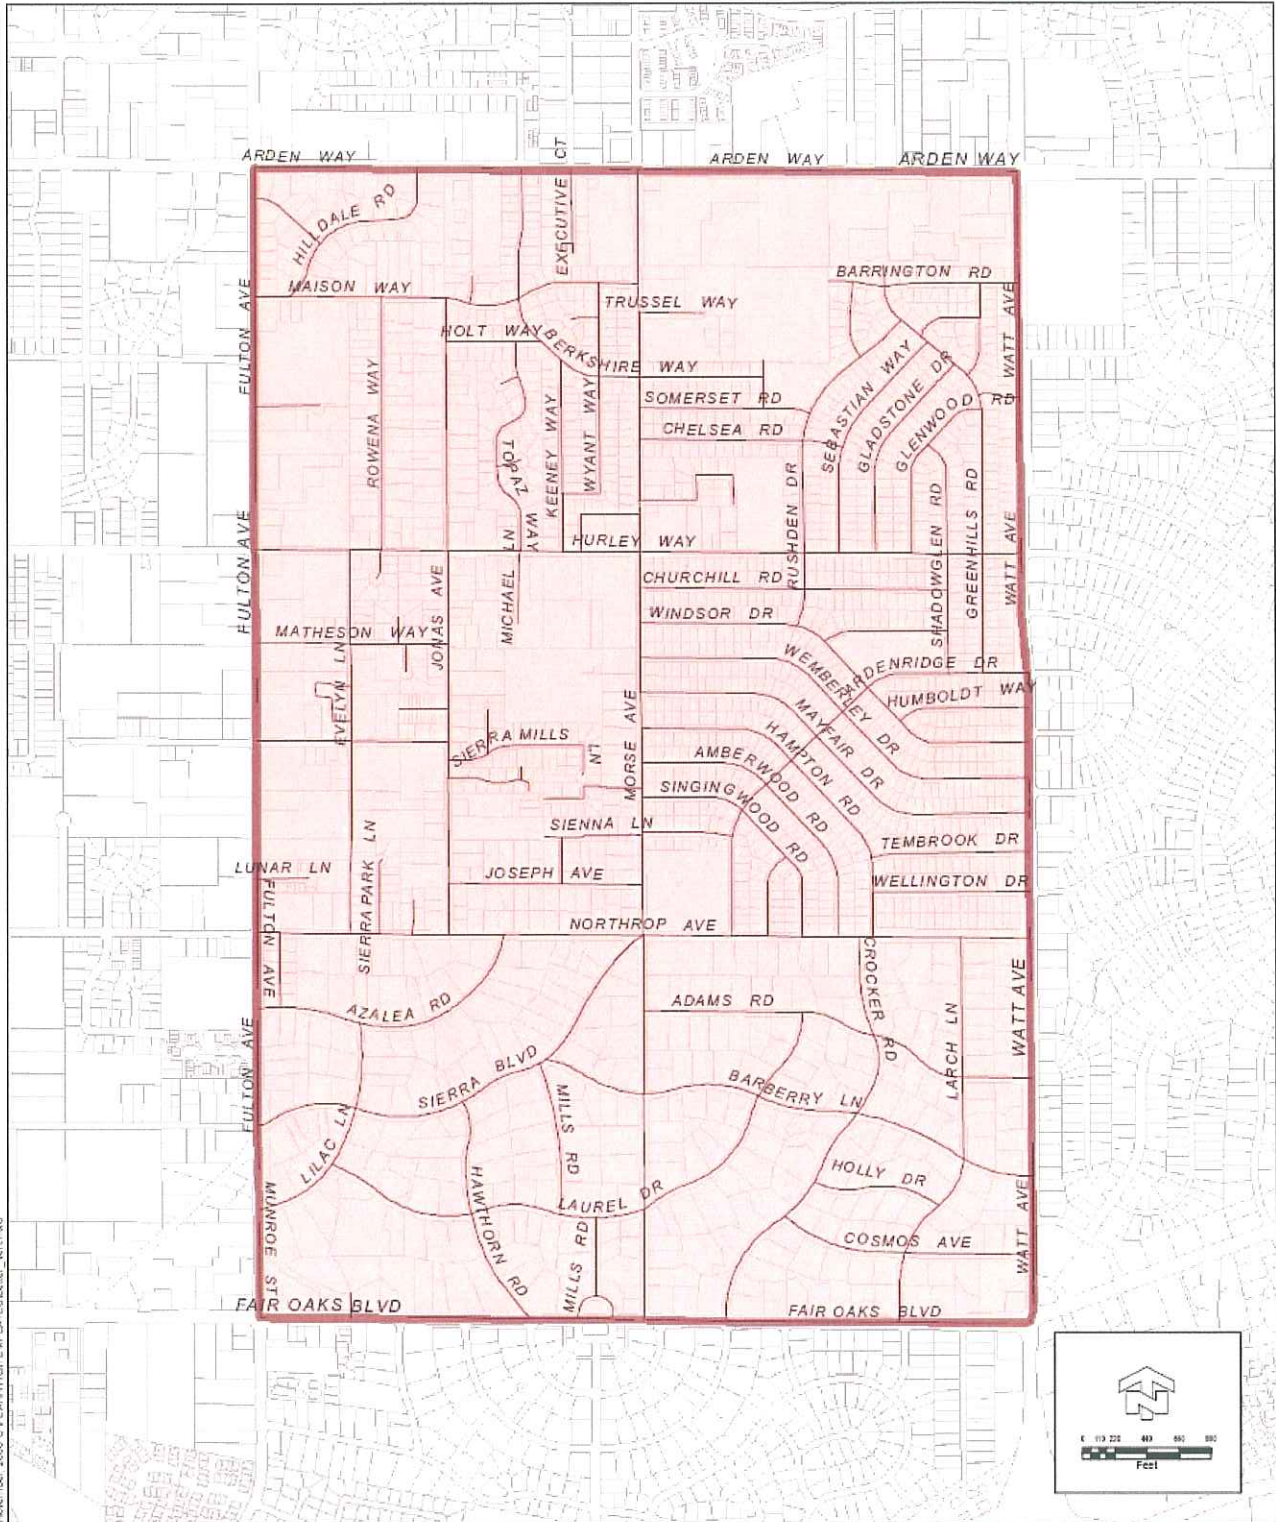 ARDEN WAY
ARDEN WAY
ARDEN WAY
EXECUTIVE CT
HILLDALE RD
BARRINGTON RD
MAISON WAY
TRUSSEL WAY
FULTON AVE
WATT AVE
HOLT WAY
BERKSHIRE WAY
SOMERSET RD
CHELSEA RD
ROWENA WAY
TOPAZ WAY
KEENEY WAY
WYANT WAY
SEBASTIAN WAY
GLADSTONE DR
GLENWOOD RD
RUSHDEN DR
SHADOWGLEN RD
GREENHILLS RD
FULTON AVE
HURLEY WAY
WATT AVE
JONAS AVE
MICHAEL LN
CHURCHILL RD
WINDSOR DR
MATHESON WAY
EVELYN LN
WEMBERLEY DR
ARDENRIDGE DR
HUMBOLDT WAY
MORSE AVE
MAYFAIR DR
HAMPTON RD
SIERRA MILLS LN
AMBERWOOD RD
SINGINGWOOD RD
SIENNA LN
TEMBROOK DR
LUNAR LN
SIERRA PARK LN
JOSEPH AVE
WELLINGTON DR
FULTON AVE
NORTHROP AVE
CROCKER RD
AZALEA RD
ADAMS RD
LARCH LN
WATT AVE
FULTON AVE
SIERRA BLVD
MILLS RD
BARBERRY LN
LILAC LN
HOLLY DR
HAWTHORN RD
LAUREL DR
MUNROE ST
MILLS RD
COSMOS AVE
WATT AVE
FAIR OAKS BLVD
FAIR OAKS BLVD
N
0 110 220 440 660 880
Feet